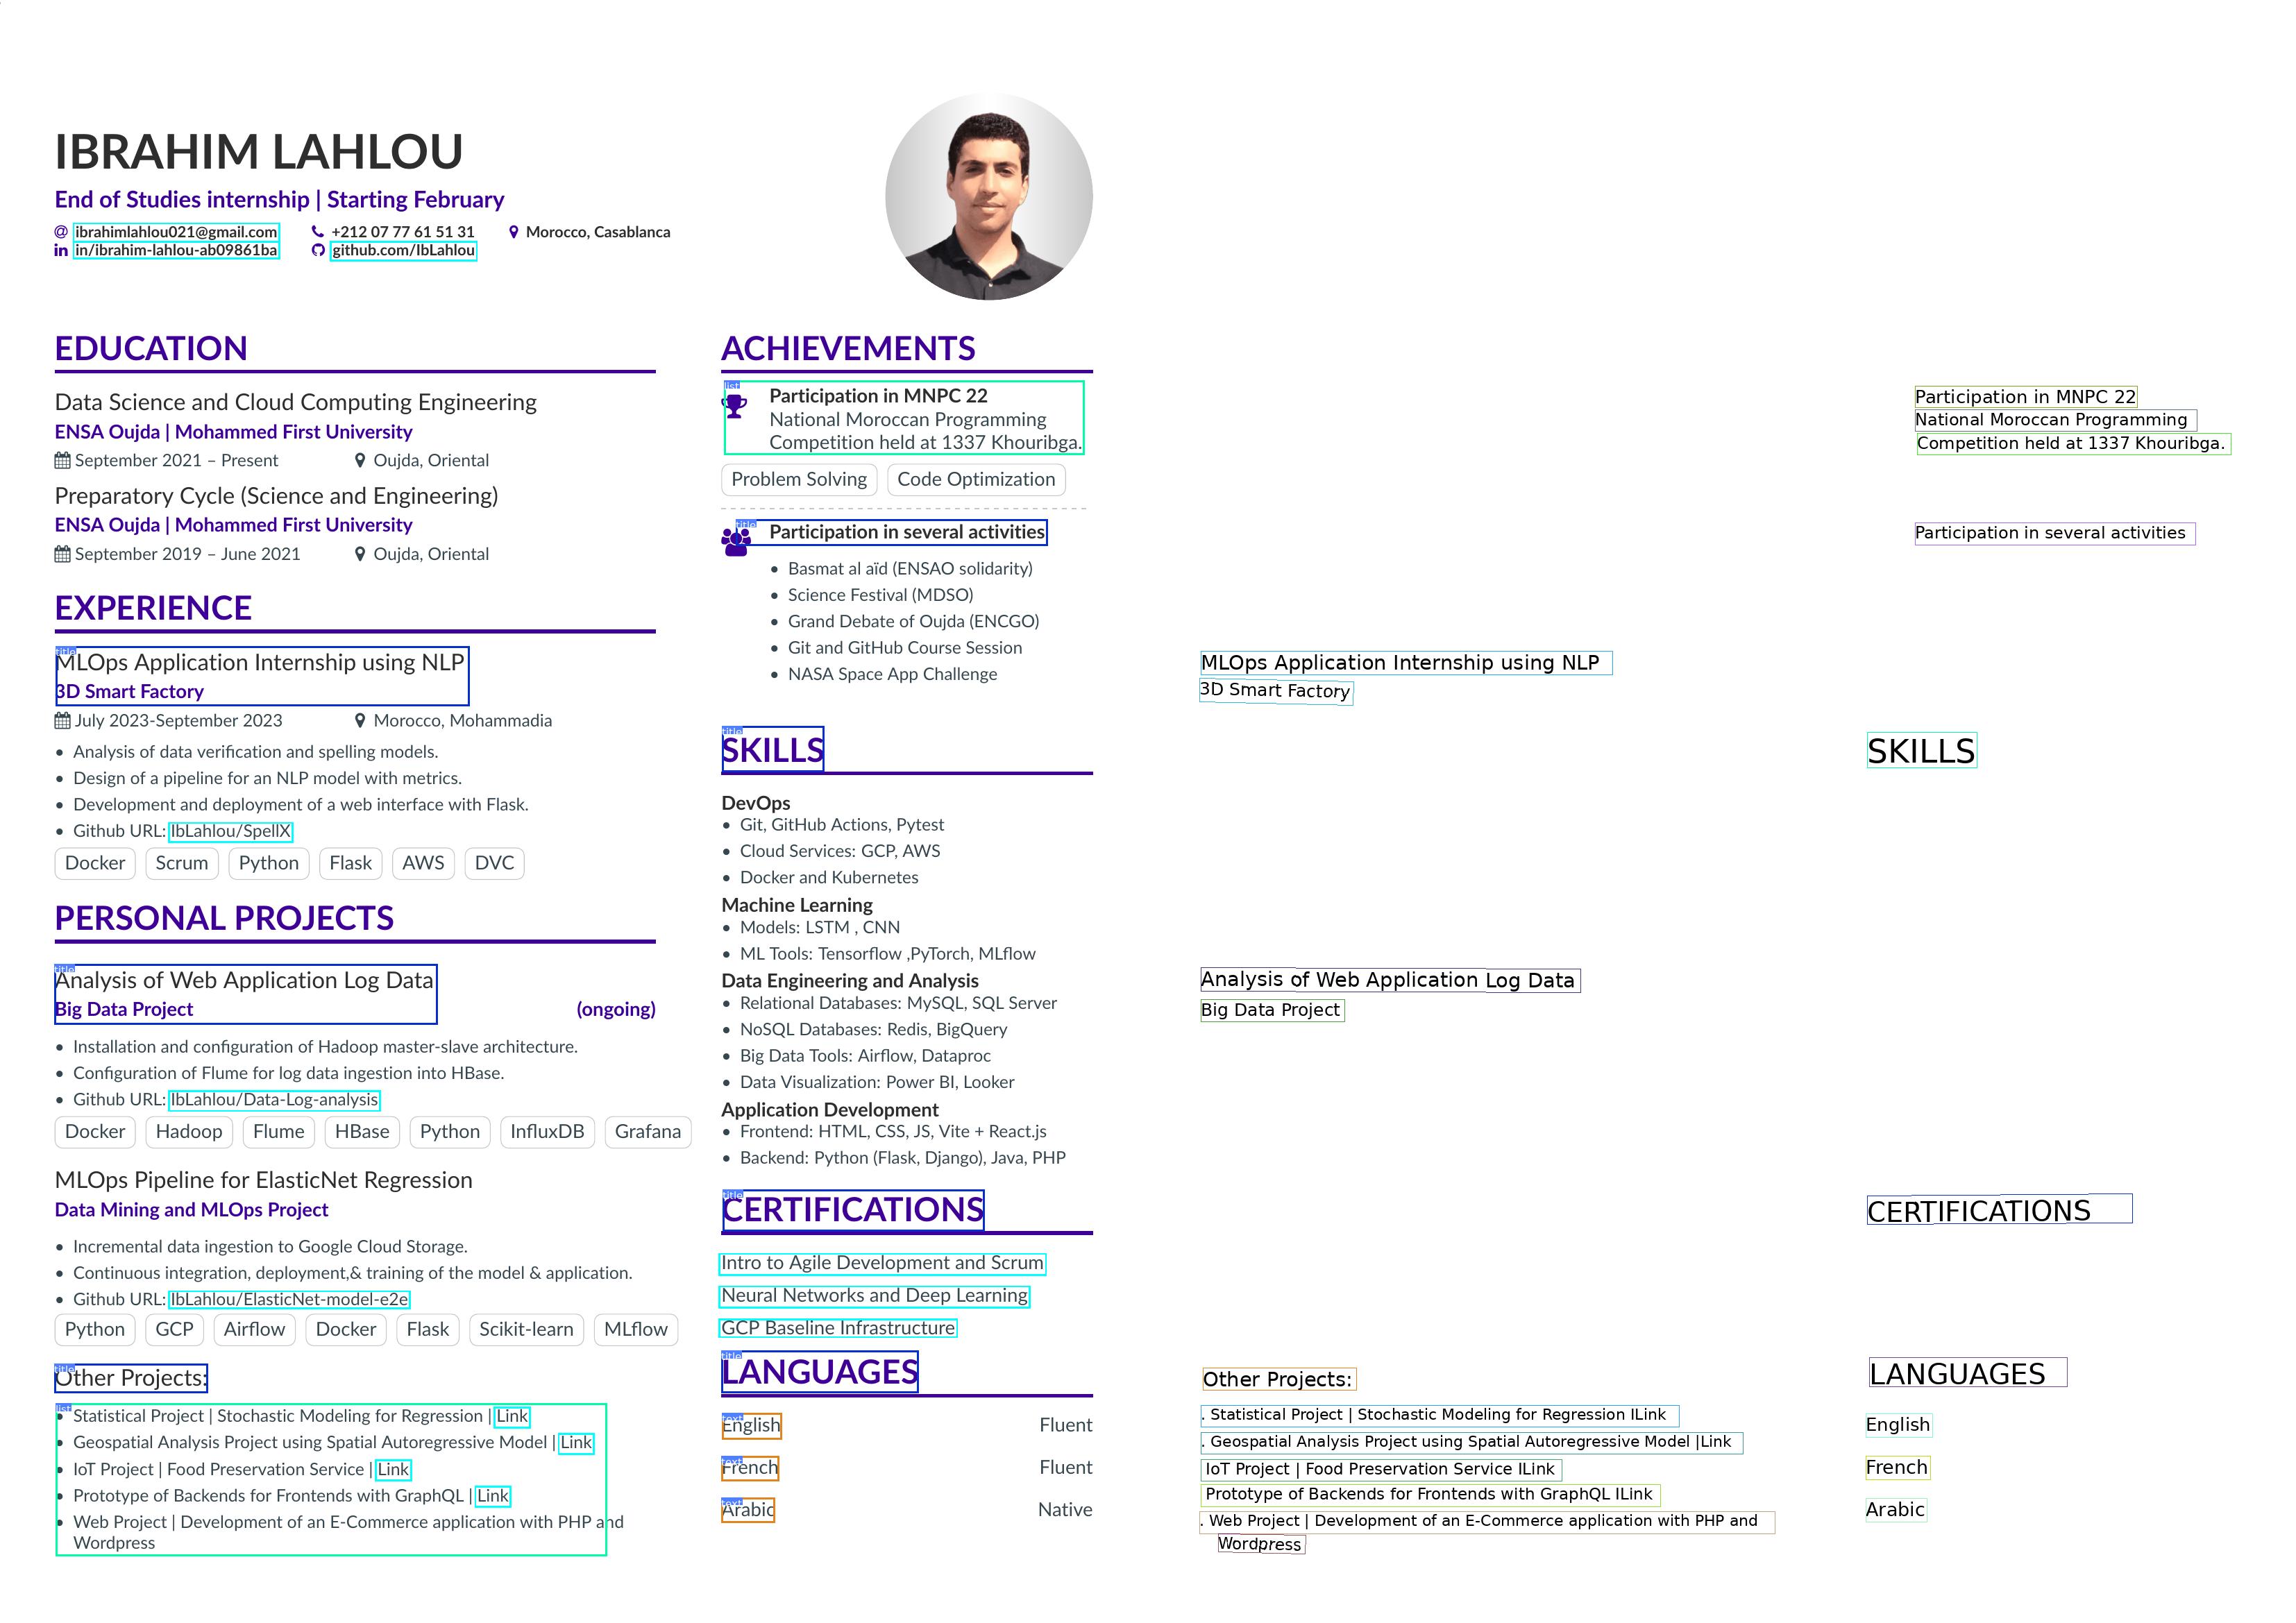 IBRAHIM LAHLOU
End of Studies internship | Starting February
ibrahimlahlou021@gmail.com +212 07 77 61 51 31 Morocco, Casablanca
in/ibrahim-lahlou-ab09861ba github.com/IbLahlou
EDUCATION
Data Science and Cloud Computing Engineering
ENSA Oujda | Mohammed First University
September 2021 – Present Oujda, Oriental
Preparatory Cycle (Science and Engineering)
ENSA Oujda | Mohammed First University
September 2019 – June 2021 Oujda, Oriental
EXPERIENCE
title
MLOps Application Internship using NLP
3D Smart Factory
July 2023-September 2023 Morocco, Mohammadia
• Analysis of data verification and spelling models.
• Design of a pipeline for an NLP model with metrics.
• Development and deployment of a web interface with Flask.
• Github URL: IbLahlou/SpellX
Docker Scrum Python Flask AWS DVC
PERSONAL PROJECTS
title
Analysis of Web Application Log Data
Big Data Project (ongoing)
• Installation and configuration of Hadoop master-slave architecture.
• Configuration of Flume for log data ingestion into HBase.
• Github URL: IbLahlou/Data-Log-analysis
Docker Hadoop Flume HBase Python InfluxDB Grafana
MLOps Pipeline for ElasticNet Regression
Data Mining and MLOps Project
• Incremental data ingestion to Google Cloud Storage.
• Continuous integration, deployment,& training of the model & application.
• Github URL: IbLahlou/ElasticNet-model-e2e
Python GCP Airflow Docker Flask Scikit-learn MLflow
title
Other Projects:
list
• Statistical Project | Stochastic Modeling for Regression | Link
• Geospatial Analysis Project using Spatial Autoregressive Model | Link
• IoT Project | Food Preservation Service | Link
• Prototype of Backends for Frontends with GraphQL | Link
• Web Project | Development of an E-Commerce application with PHP and
Wordpress
ACHIEVEMENTS
list
Participation in MNPC 22
National Moroccan Programming
Competition held at 1337 Khouribga.
Problem Solving Code Optimization
title
Participation in several activities
• Basmat al aïd (ENSAO solidarity)
• Science Festival (MDSO)
• Grand Debate of Oujda (ENCGO)
• Git and GitHub Course Session
• NASA Space App Challenge
title
SKILLS
DevOps
• Git, GitHub Actions, Pytest
• Cloud Services: GCP, AWS
• Docker and Kubernetes
Machine Learning
• Models: LSTM , CNN
• ML Tools: Tensorflow ,PyTorch, MLflow
Data Engineering and Analysis
• Relational Databases: MySQL, SQL Server
• NoSQL Databases: Redis, BigQuery
• Big Data Tools: Airflow, Dataproc
• Data Visualization: Power BI, Looker
Application Development
• Frontend: HTML, CSS, JS, Vite + React.js
• Backend: Python (Flask, Django), Java, PHP
title
CERTIFICATIONS
Intro to Agile Development and Scrum
Neural Networks and Deep Learning
GCP Baseline Infrastructure
title
LANGUAGES
text
English Fluent
text
French Fluent
text
Arabic Native
MLOps Application Internship using NLP
3D Smart Factory
Analysis of Web Application Log Data
Big Data Project
Other Projects:
. Statistical Project | Stochastic Modeling for Regression ILink
. Geospatial Analysis Project using Spatial Autoregressive Model |Link
IoT Project | Food Preservation Service ILink
Prototype of Backends for Frontends with GraphQL ILink
. Web Project | Development of an E-Commerce application with PHP and
Wordpress
Participation in MNPC 22
National Moroccan Programming
Competition held at 1337 Khouribga.
Participation in several activities
SKILLS
CERTIFICATIONS
LANGUAGES
English
French
Arabic